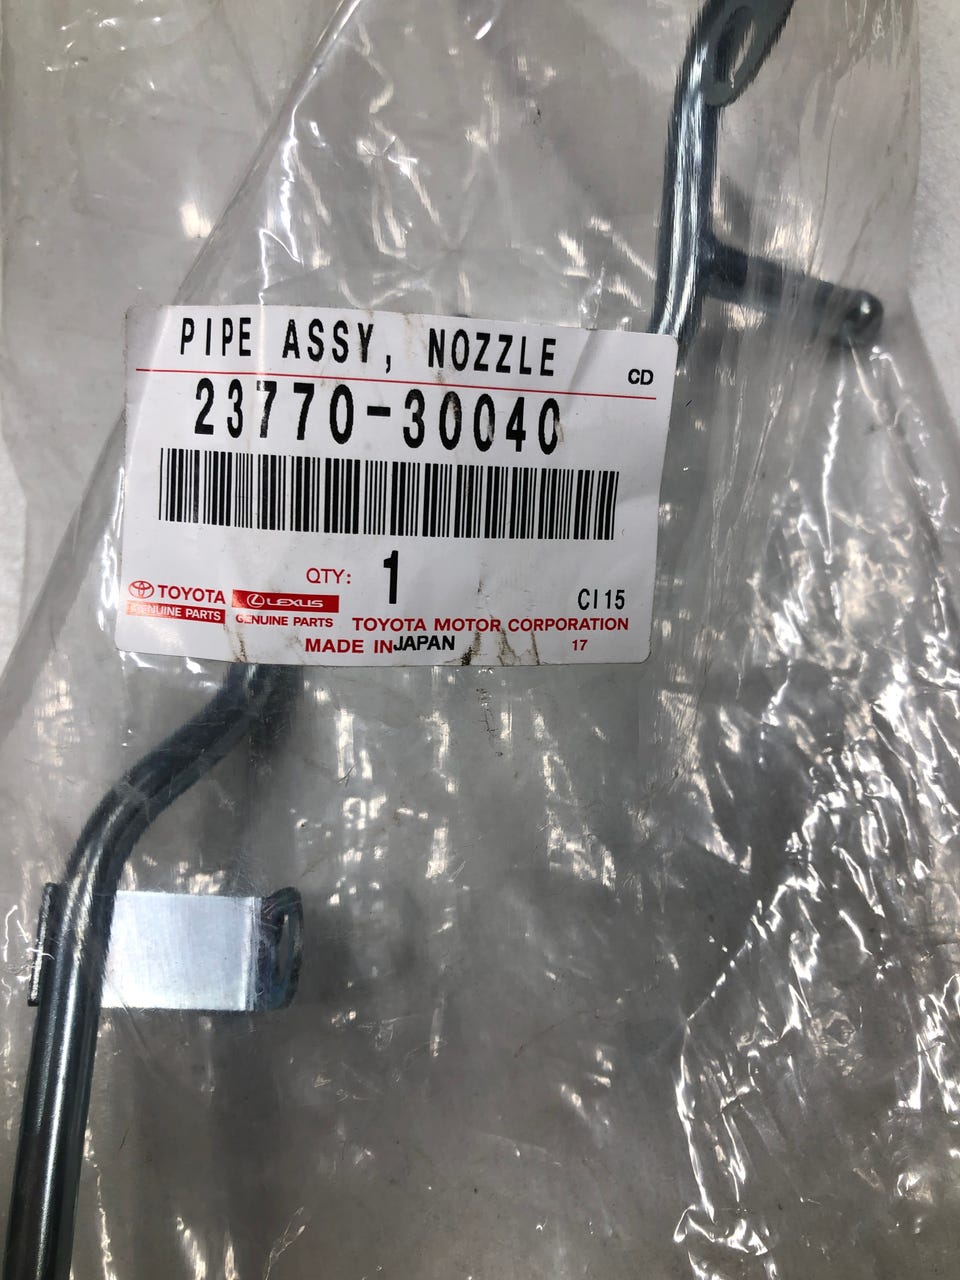 PIPE ASSY, NOZZLE
CD
23770-30040
QTY: 1
CI15
TOYOTA
GENUINE PARTS
LEXUS
GENUINE PARTS
TOYOTA MOTOR CORPORATION
MADE IN JAPAN
17